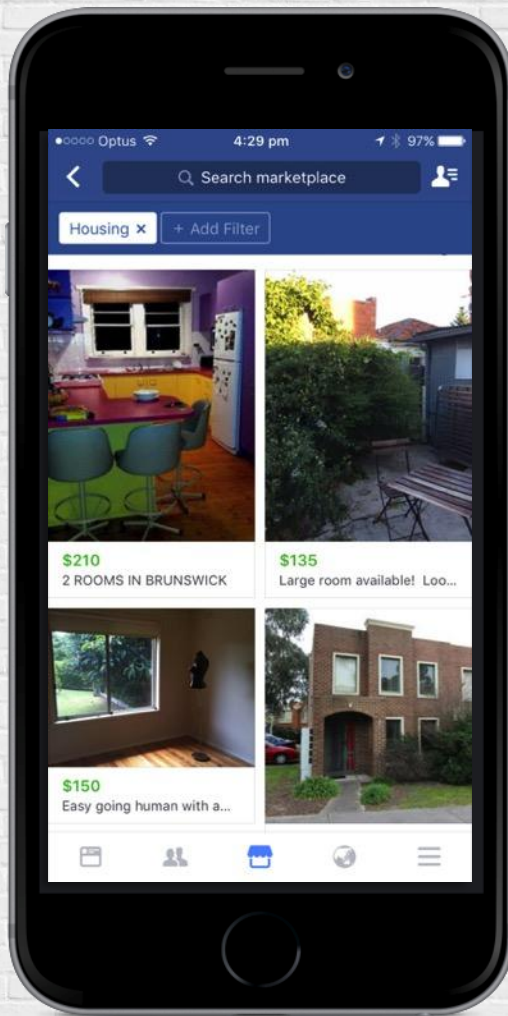 Optus 4:29 pm 97%
Search marketplace
Housing × + Add Filter
$210
2 ROOMS IN BRUNSWICK
$135
Large room available! Loo...
$150
Easy going human with a...